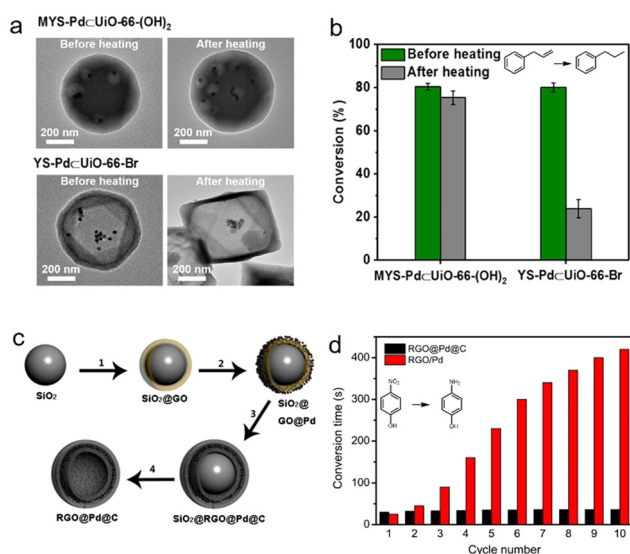 a
MYS-Pd⊂UiO-66-(OH)₂
Before heating
After heating
200 nm
200 nm
YS-Pd⊂UiO-66-Br
Before heating
After heating
200 nm
200 nm
b
Before heating
After heating
Conversion (%)
100
80
60
40
20
0
MYS-Pd⊂UiO-66-(OH)₂
YS-Pd⊂UiO-66-Br
c
SiO₂
1
SiO₂@GO
2
SiO₂@
GO@Pd
3
SiO₂@RGO@Pd@C
4
RGO@Pd@C
d
RGO@Pd@C
RGO/Pd
NO₂
OH
NH₂
OH
Conversion time (s)
400
300
200
100
0
1 2 3 4 5 6 7 8 9 10
Cycle number